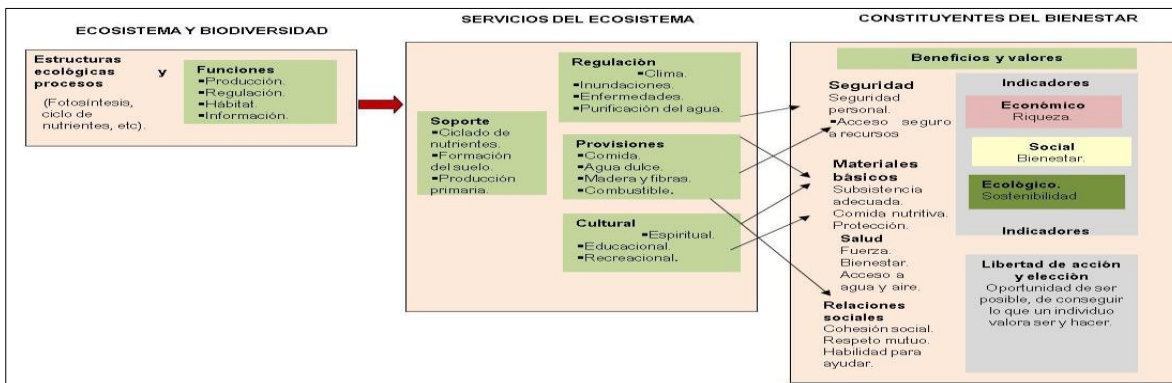 ECOSISTEMA Y BIODIVERSIDAD
Estructuras
ecológicas y
procesos
(Fotosíntesis,
ciclo de
nutrientes, etc).
Funciones
▪Producción.
▪Regulación.
▪Hábitat.
▪Información.
SERVICIOS DEL ECOSISTEMA
Soporte
▪Ciclado de
nutrientes.
▪Formación
del suelo.
▪Producción
primaria.
Regulación
▪Clima.
▪Inundaciones.
▪Enfermedades.
▪Purificación del agua.
Provisiones
▪Comida.
▪Agua dulce.
▪Madera y fibras.
▪Combustible.
Cultural
▪Espiritual.
▪Educacional.
▪Recreacional.
CONSTITUYENTES DEL BIENESTAR
Beneficios y valores
Seguridad
Seguridad
personal.
▪Acceso seguro
a recursos
Materiales
básicos
Subsistencia
adecuada.
Comida nutritiva.
Protección.
Salud
Fuerza.
Bienestar.
Acceso a
agua y aire.
Relaciones
sociales
Cohesión social.
Respeto mutuo.
Habilidad para
ayudar.
Indicadores
Económico
Riqueza.
Social
Bienestar.
Ecológico.
Sostenibilidad
Indicadores
Libertad de acción
y elección
Oportunidad de ser
posible, de conseguir
lo que un individuo
valora ser y hacer.